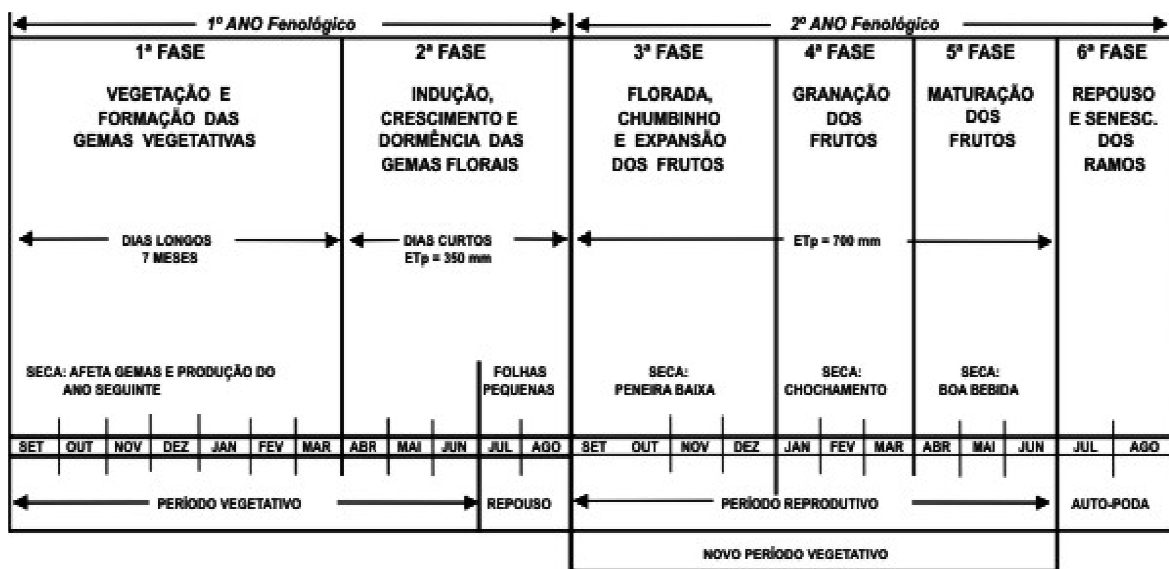 1º ANO Fenológico
2º ANO Fenológico
1ª FASE
VEGETAÇÃO E
FORMAÇÃO DAS
GEMAS VEGETATIVAS
2ª FASE
INDUÇÃO,
CRESCIMENTO E
DORMÊNCIA DAS
GEMAS FLORAIS
3ª FASE
FLORADA,
CHUMBINHO
E EXPANSÃO
DOS FRUTOS
4ª FASE
GRANAÇÃO
DOS
FRUTOS
5ª FASE
MATURAÇÃO
DOS
FRUTOS
6ª FASE
REPOUSO
E SENESC.
DOS
RAMOS
DIAS LONGOS
7 MESES
DIAS CURTOS
ETp = 350 mm
ETp = 700 mm
SECA: AFETA GEMAS E PRODUÇÃO DO
ANO SEGUINTE
FOLHAS
PEQUENAS
SECA:
PENEIRA BAIXA
SECA:
CHOCHAMENTO
SECA:
BOA BEBIDA
SET OUT NOV DEZ JAN FEV MAR ABR MAI JUN JUL AGO SET OUT NOV DEZ JAN FEV MAR ABR MAI JUN JUL AGO
PERÍODO VEGETATIVO
REPOUSO
PERÍODO REPRODUTIVO
AUTO-PODA
NOVO PERÍODO VEGETATIVO